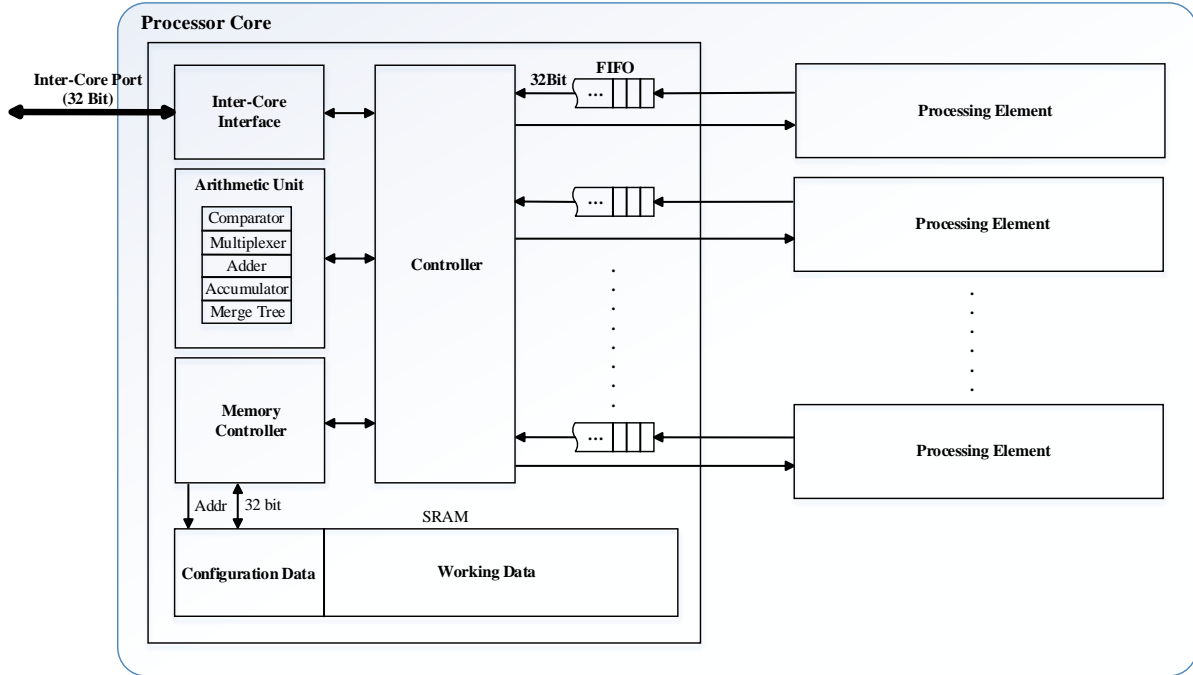 Processor Core
Inter-Core Port
(32 Bit)
Inter-Core
Interface
Arithmetic Unit
Comparator
Multiplexer
Adder
Accumulator
Merge Tree
Memory
Controller
Addr
32 bit
SRAM
Configuration Data
Working Data
Controller
32Bit
FIFO
...
...
...
Processing Element
Processing Element
Processing Element